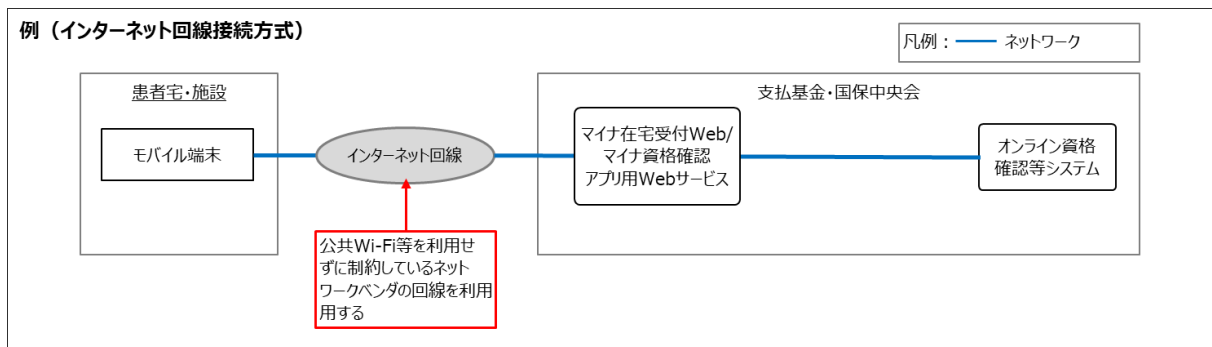 例（インターネット回線接続方式）
凡例： ネットワーク
患者宅・施設
モバイル端末
インターネット回線
支払基金・国保中央会
マイナ在宅受付Web/
マイナ資格確認
アプリ用Webサービス
オンライン資格
確認等システム
公共Wi-Fi等を利用せ
ずに制約しているネット
ワークベンダの回線を利用
用する